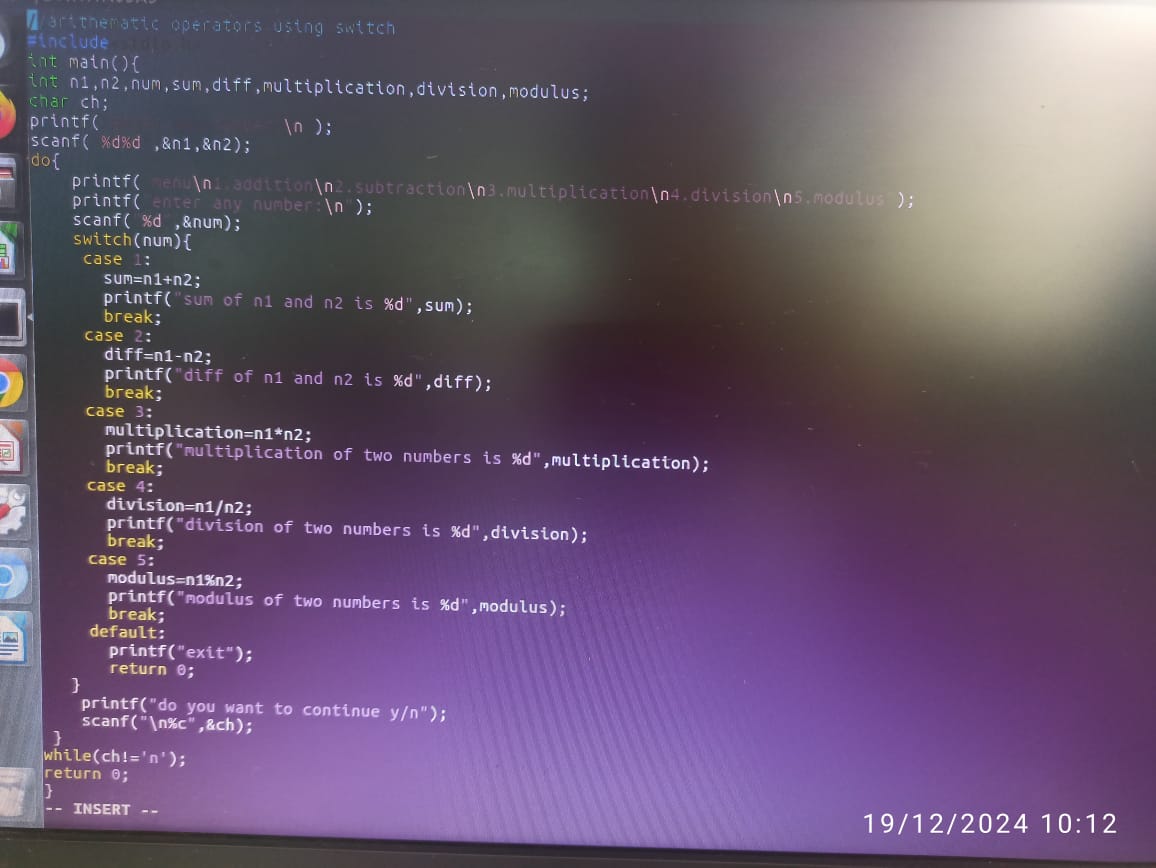 //arithematic operators using switch
#include<stdio.h>
int main(){
int n1,n2,num,sum,diff,multiplication,division,modulus;
char ch;
printf( \n );
scanf( %d%d ,&n1,&n2);
do{
printf( menu\n1.addition\n2.subtraction\n3.multiplication\n4.division\n5.modulus");
printf( enter any number:\n");
scanf("%d",&num);
switch(num){
case 1:
sum=n1+n2;
printf("sum of n1 and n2 is %d",sum);
break;
case 2:
diff=n1-n2;
printf("diff of n1 and n2 is %d",diff);
break;
case 3:
multiplication=n1*n2;
printf("multiplication of two numbers is %d",multiplication);
break;
case 4:
division=n1/n2;
printf("division of two numbers is %d",division);
break;
case 5:
modulus=n1%n2;
printf("modulus of two numbers is %d",modulus);
break;
default:
printf("exit");
return 0;
}
printf("do you want to continue y/n");
scanf("\n%c",&ch);
}
while(ch!='n');
return 0;
}
-- INSERT --
19/12/2024 10:12